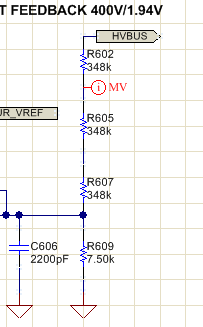 T FEEDBACK 400V/1.94V
HVBUS
R602
348k
i MV
UR_VREF
R605
348k
R607
348k
C606
2200pF
R609
7.50k